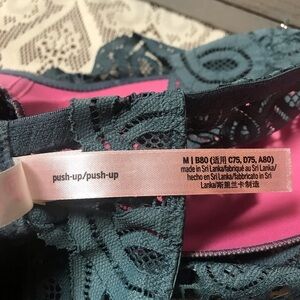 push-up/push-up
M | B80 (适用 C75, D75, A80)
made in Sri Lanka/fabriqué au Sri Lanka/
hecho en Sri Lanka/fabbricato in Sri
Lanka/斯里兰卡制造